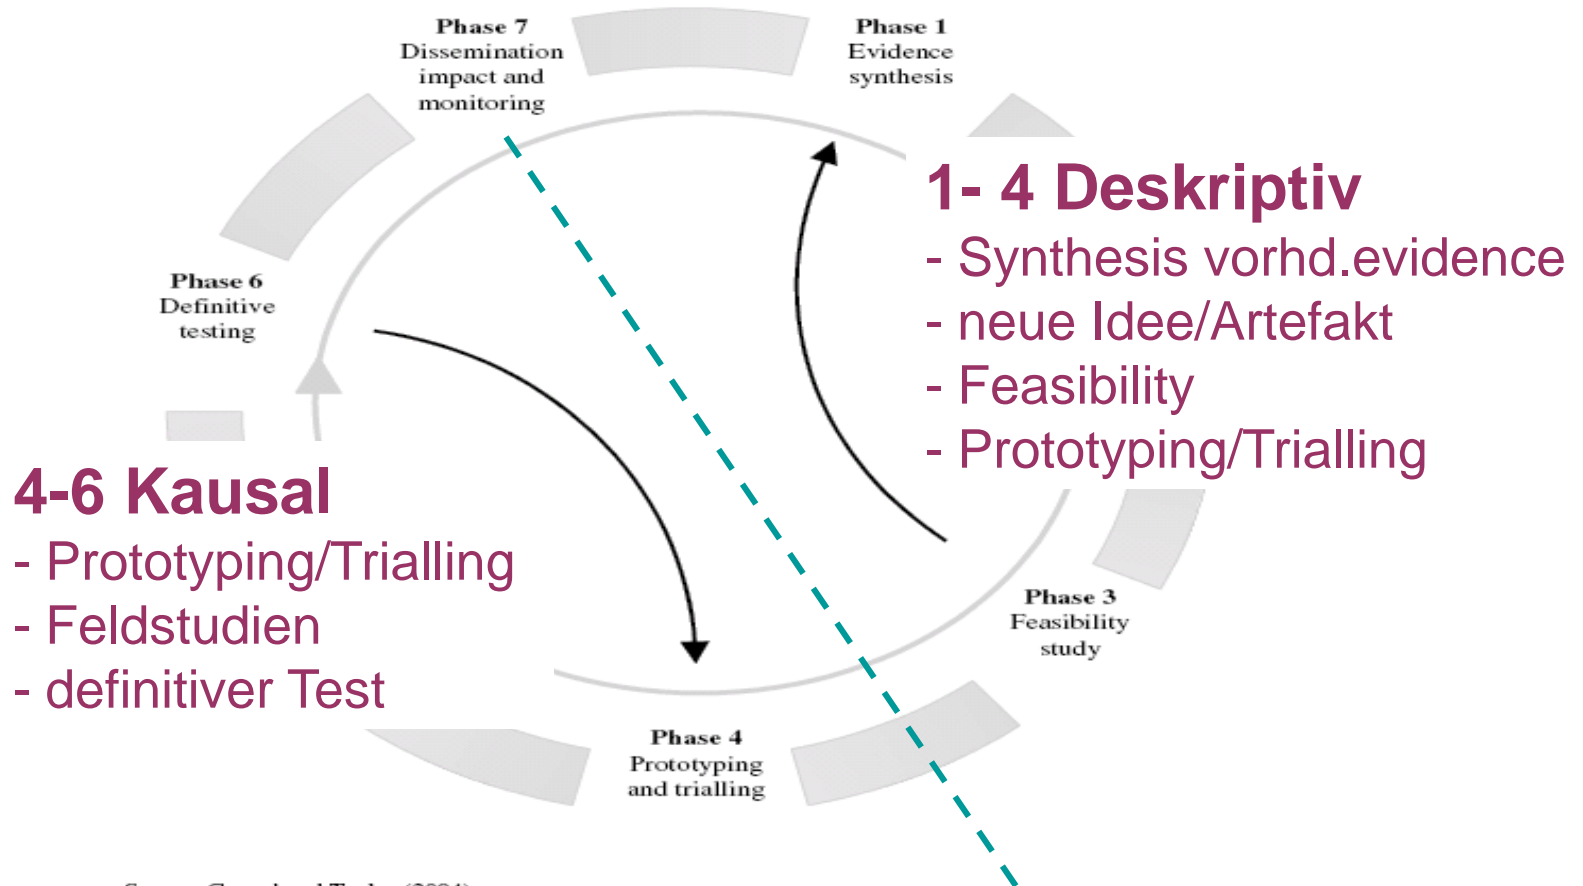 Phase 7
Dissemination
impact and
monitoring
Phase 1
Evidence
synthesis
1- 4 Deskriptiv
- Synthesis vorhd.evidence
- neue Idee/Artefakt
- Feasibility
- Prototyping/Trialling
Phase 6
Definitive
testing
4-6 Kausal
- Prototyping/Trialling
- Feldstudien
- definitiver Test
Phase 3
Feasibility
study
Phase 4
Prototyping
and trialling